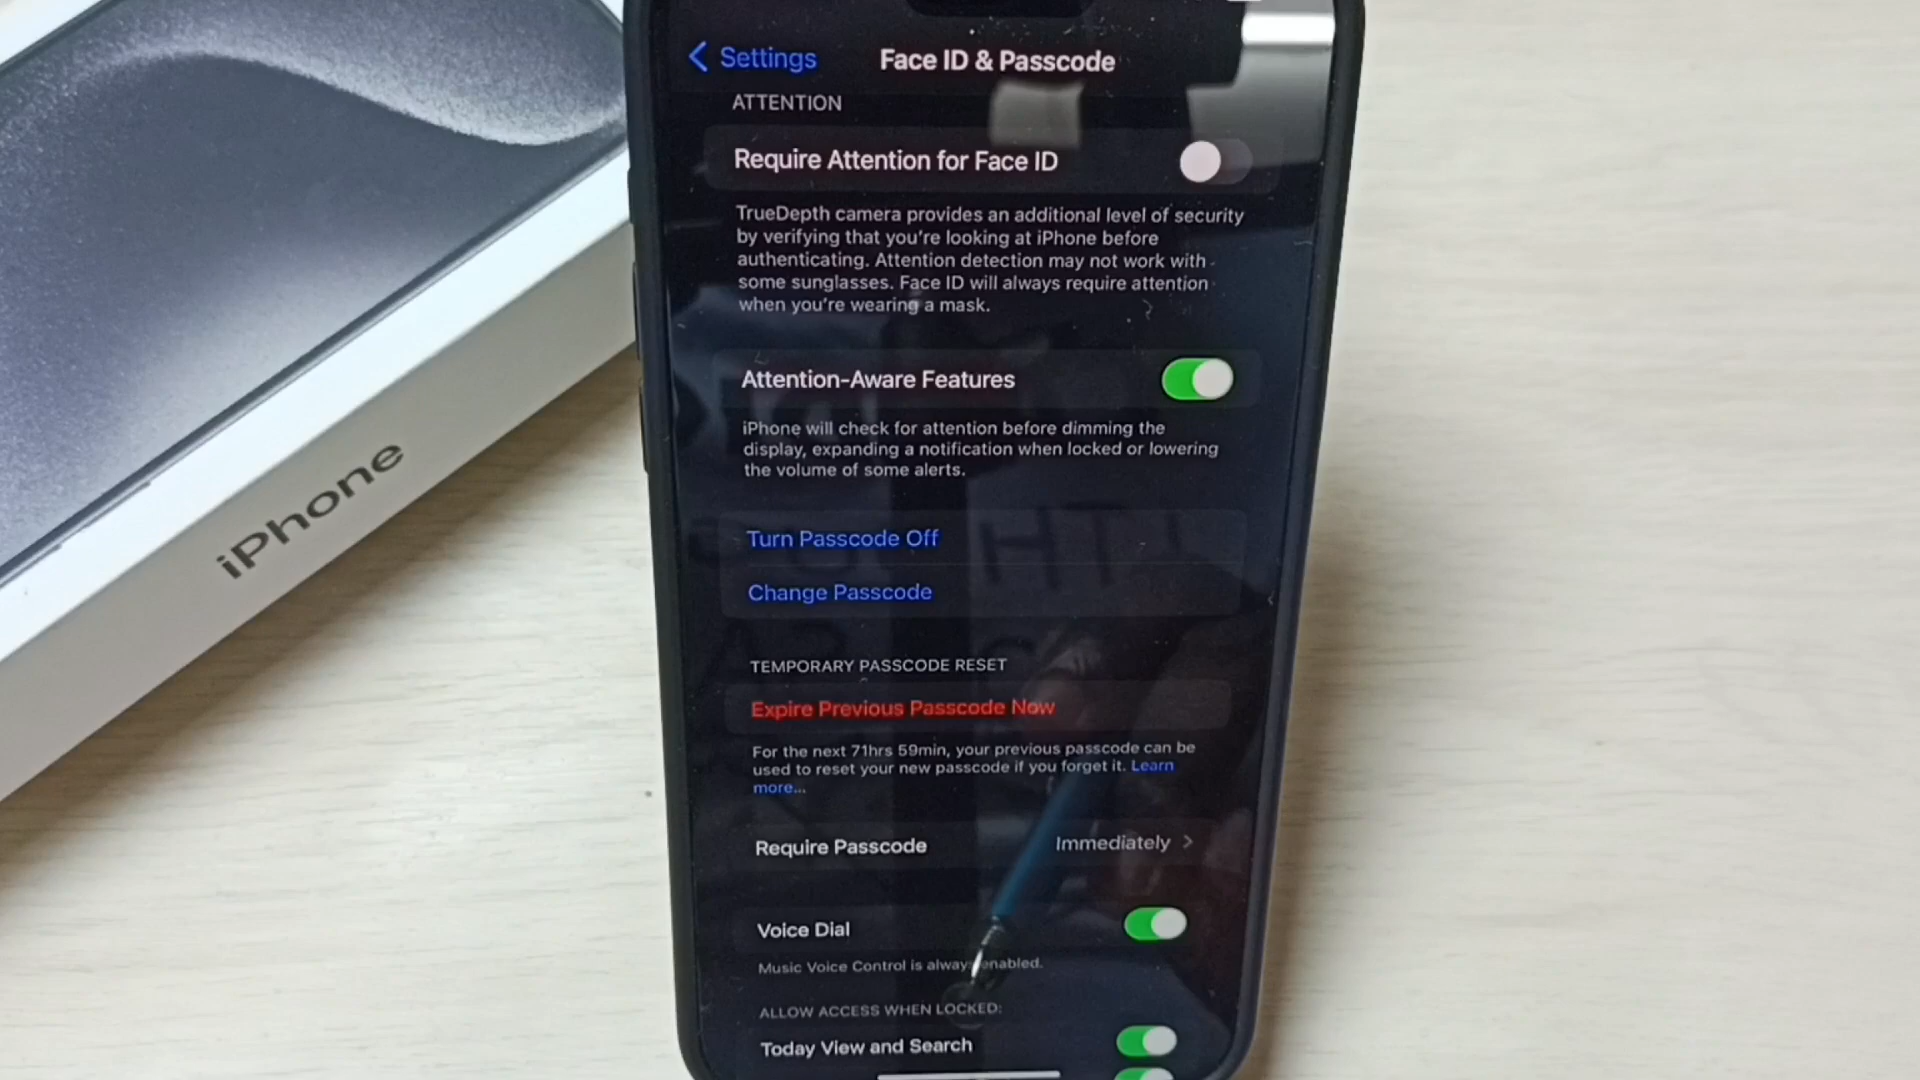 iPhone
Settings
Face ID & Passcode
ATTENTION
Require Attention for Face ID
TrueDepth camera provides an additional level of security
by verifying that you're looking at iPhone before
authenticating. Attention detection may not work with
some sunglasses. Face ID will always require attention
when you're wearing a mask.
Attention-Aware Features
iPhone will check for attention before dimming the
display, expanding a notification when locked or lowering
the volume of some alerts.
Turn Passcode Off
Change Passcode
TEMPORARY PASSCODE RESET
Expire Previous Passcode Now
For the next 71hrs 59min, your previous passcode can be
used to reset your new passcode if you forget it. Learn
more...
Require Passcode Immediately
Voice Dial
Music Voice Control is always enabled.
ALLOW ACCESS WHEN LOCKED:
Today View and Search